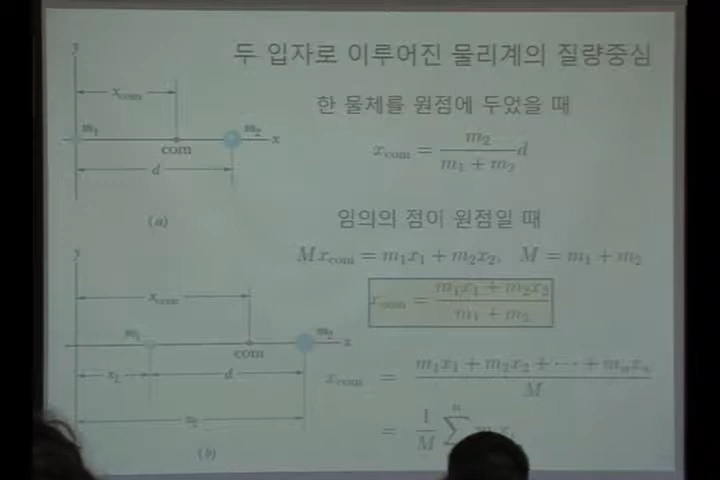 두 입자로 이루어진 물리계의 질량중심
한 물체를 원점에 두었을 때
x_com = m₂ / (m₁ + m₂) d
임의의 점이 원점일 때
Mx_com = m₁x₁ + m₂x₂, M = m₁ + m₂
x_com = (m₁x₁ + m₂x₂) / (m₁ + m₂)
x_com = (m₁x₁ + m₂x₂ + ··· + mₙxₙ) / M
= 1/M ∑ⁿ
y
x_com
m₁
m₂
x
com
d
(a)
y
x_com
m₁
m₂
x
com
x₁
d
x₂
(b)